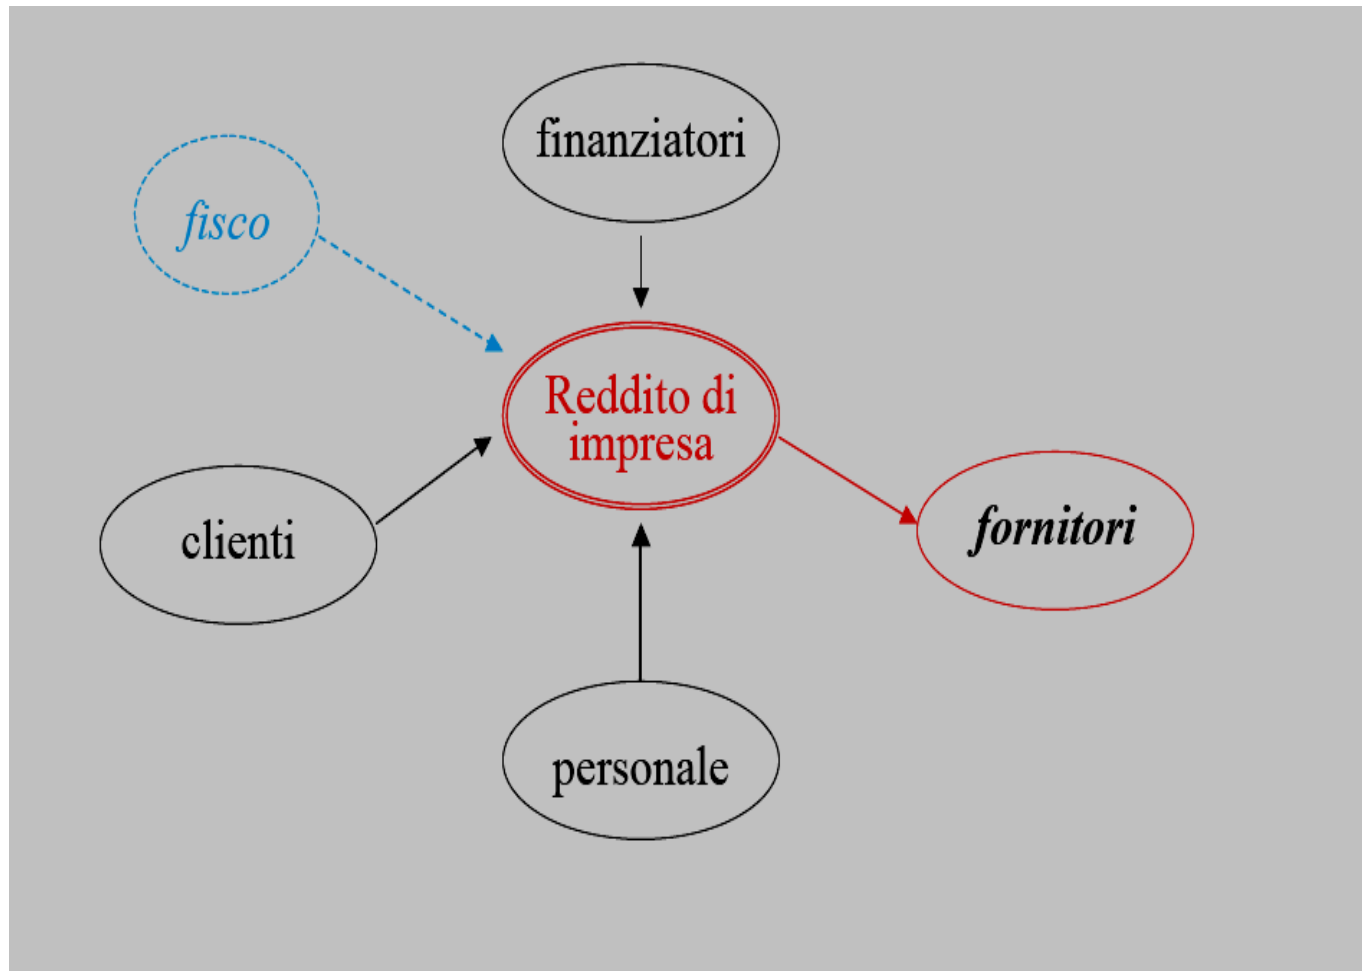 finanziatori
fisco
Reddito di
impresa
clienti
fornitori
personale